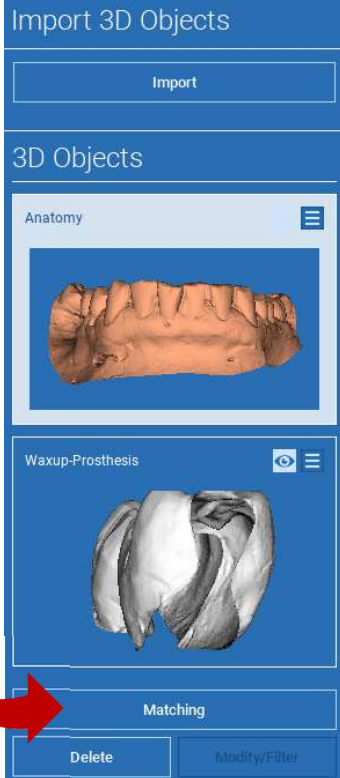 Import 3D Objects
Import
3D Objects
Anatomy
Waxup-Prosthesis
Matching
Delete
Modify/Filter